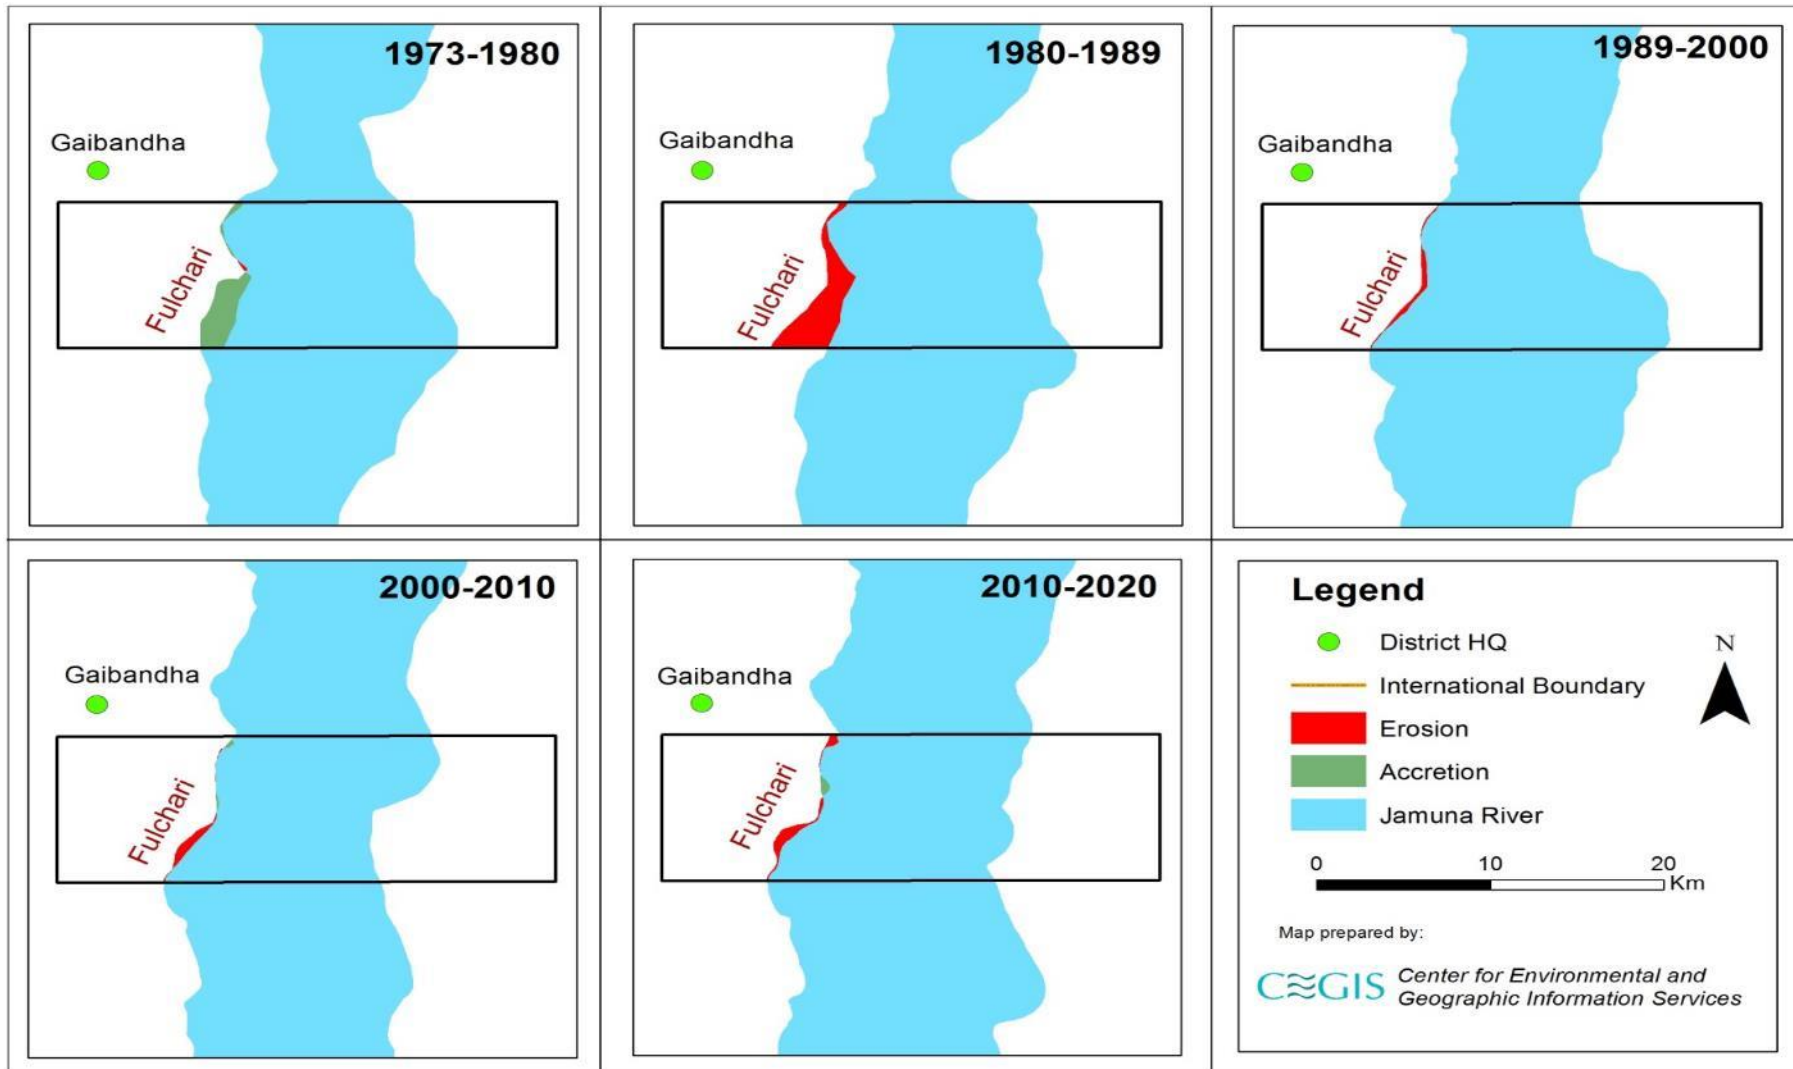 1973-1980
Gaibandha
Fulchari
1980-1989
Gaibandha
Fulchari
1989-2000
Gaibandha
Fulchari
2000-2010
Gaibandha
Fulchari
2010-2020
Gaibandha
Fulchari
Legend
District HQ
International Boundary
Erosion
Accretion
Jamuna River
N
0 10 20
Km
Map prepared by:
CEGIS
Center for Environmental and
Geographic Information Services